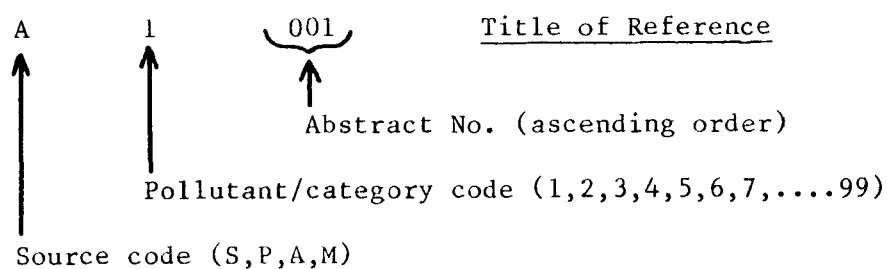 A 1 001 Title of Reference
Abstract No. (ascending order)
Pollutant/category code (1,2,3,4,5,6,7,....99)
Source code (S,P,A,M)